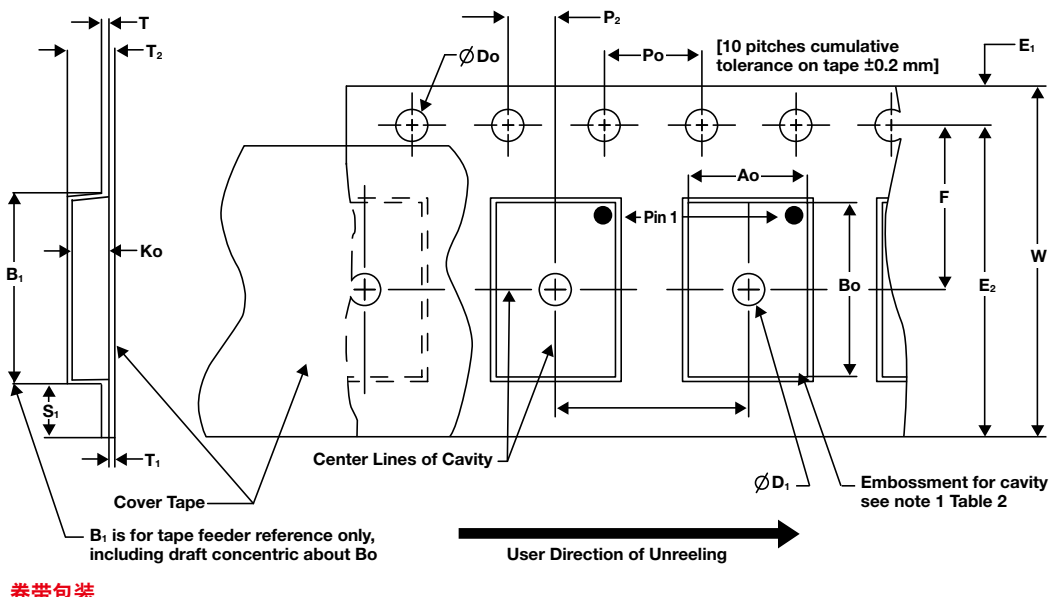 T
T₂
P₂
∅Do
Po
[10 pitches cumulative
tolerance on tape ±0.2 mm]
E₁
Ao
Pin 1
F
W
Ko
B₁
Bo
E₂
S₁
T₁
Center Lines of Cavity
Cover Tape
∅D₁
Embossment for cavity
see note 1 Table 2
B₁ is for tape feeder reference only,
including draft concentric about Bo
User Direction of Unreeling
卷带包装